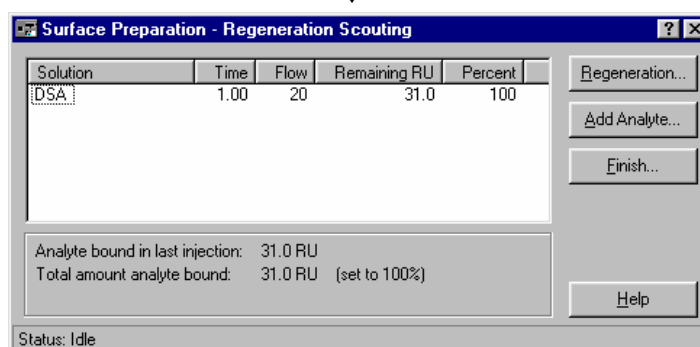 Surface Preparation - Regeneration Scouting
Solution Time Flow Remaining RU Percent
DSA 1.00 20 31.0 100
Regeneration...
Add Analyte...
Finish...
Analyte bound in last injection: 31.0 RU
Total amount analyte bound: 31.0 RU (set to 100%)
Help
Status: Idle